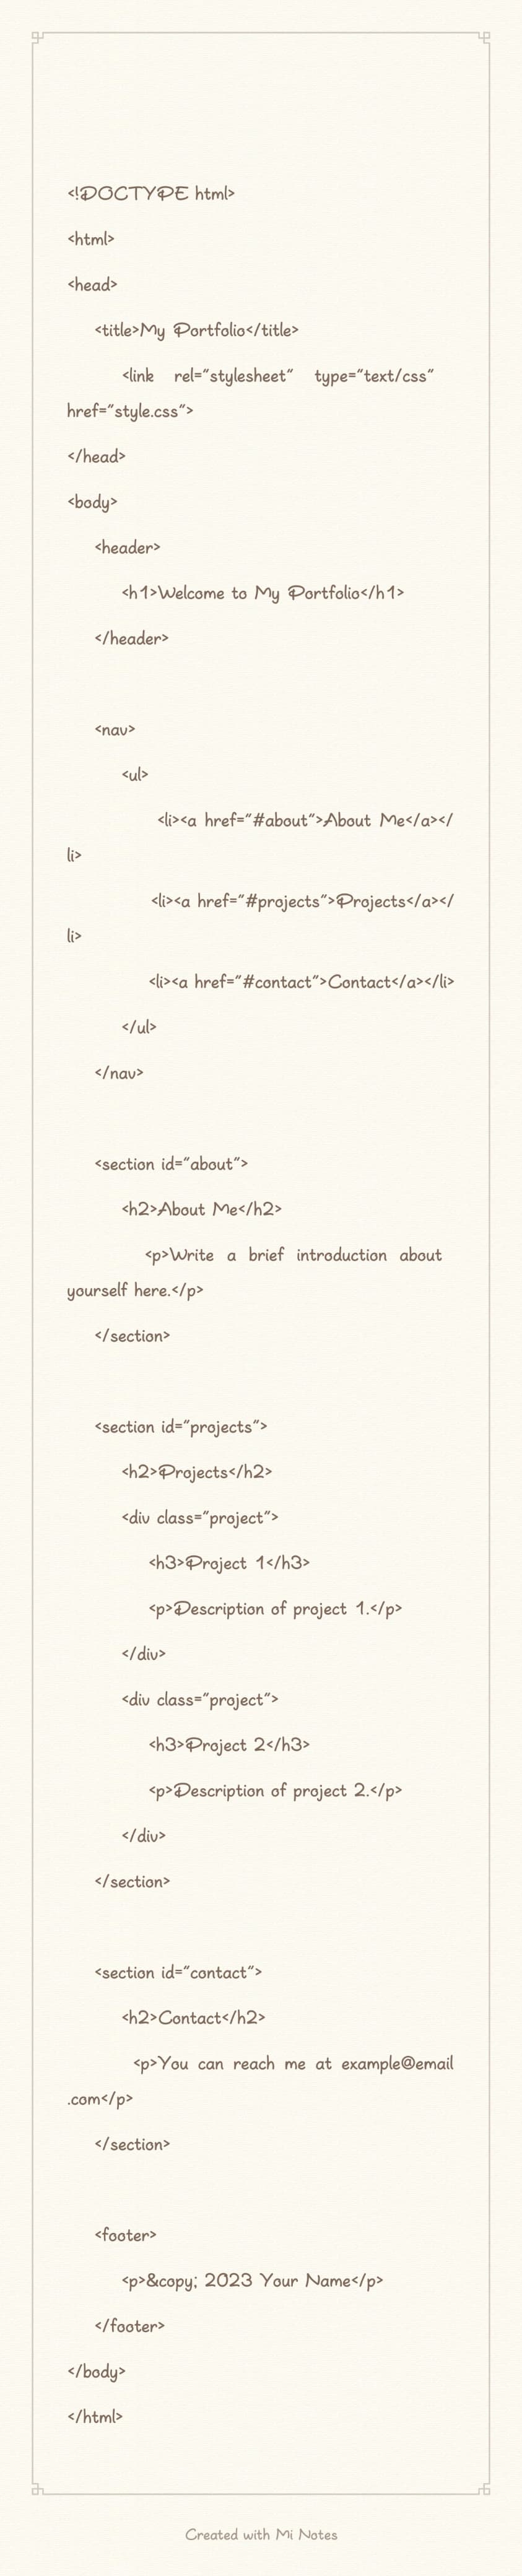 <!DOCTYPE html>
<html>
<head>
<title>My Portfolio</title>
<link rel="stylesheet" type="text/css"
href="style.css">
</head>
<body>
<header>
<h1>Welcome to My Portfolio</h1>
</header>
<nav>
<ul>
<li><a href="#about">About Me</a></
li>
<li><a href="#projects">Projects</a></
li>
<li><a href="#contact">Contact</a></li>
</ul>
</nav>
<section id="about">
<h2>About Me</h2>
<p>Write a brief introduction about
yourself here.</p>
</section>
<section id="projects">
<h2>Projects</h2>
<div class="project">
<h3>Project 1</h3>
<p>Description of project 1.</p>
</div>
<div class="project">
<h3>Project 2</h3>
<p>Description of project 2.</p>
</div>
</section>
<section id="contact">
<h2>Contact</h2>
<p>You can reach me at example@email
.com</p>
</section>
<footer>
<p>&copy; 2023 Your Name</p>
</footer>
</body>
</html>
Created with Mi Notes